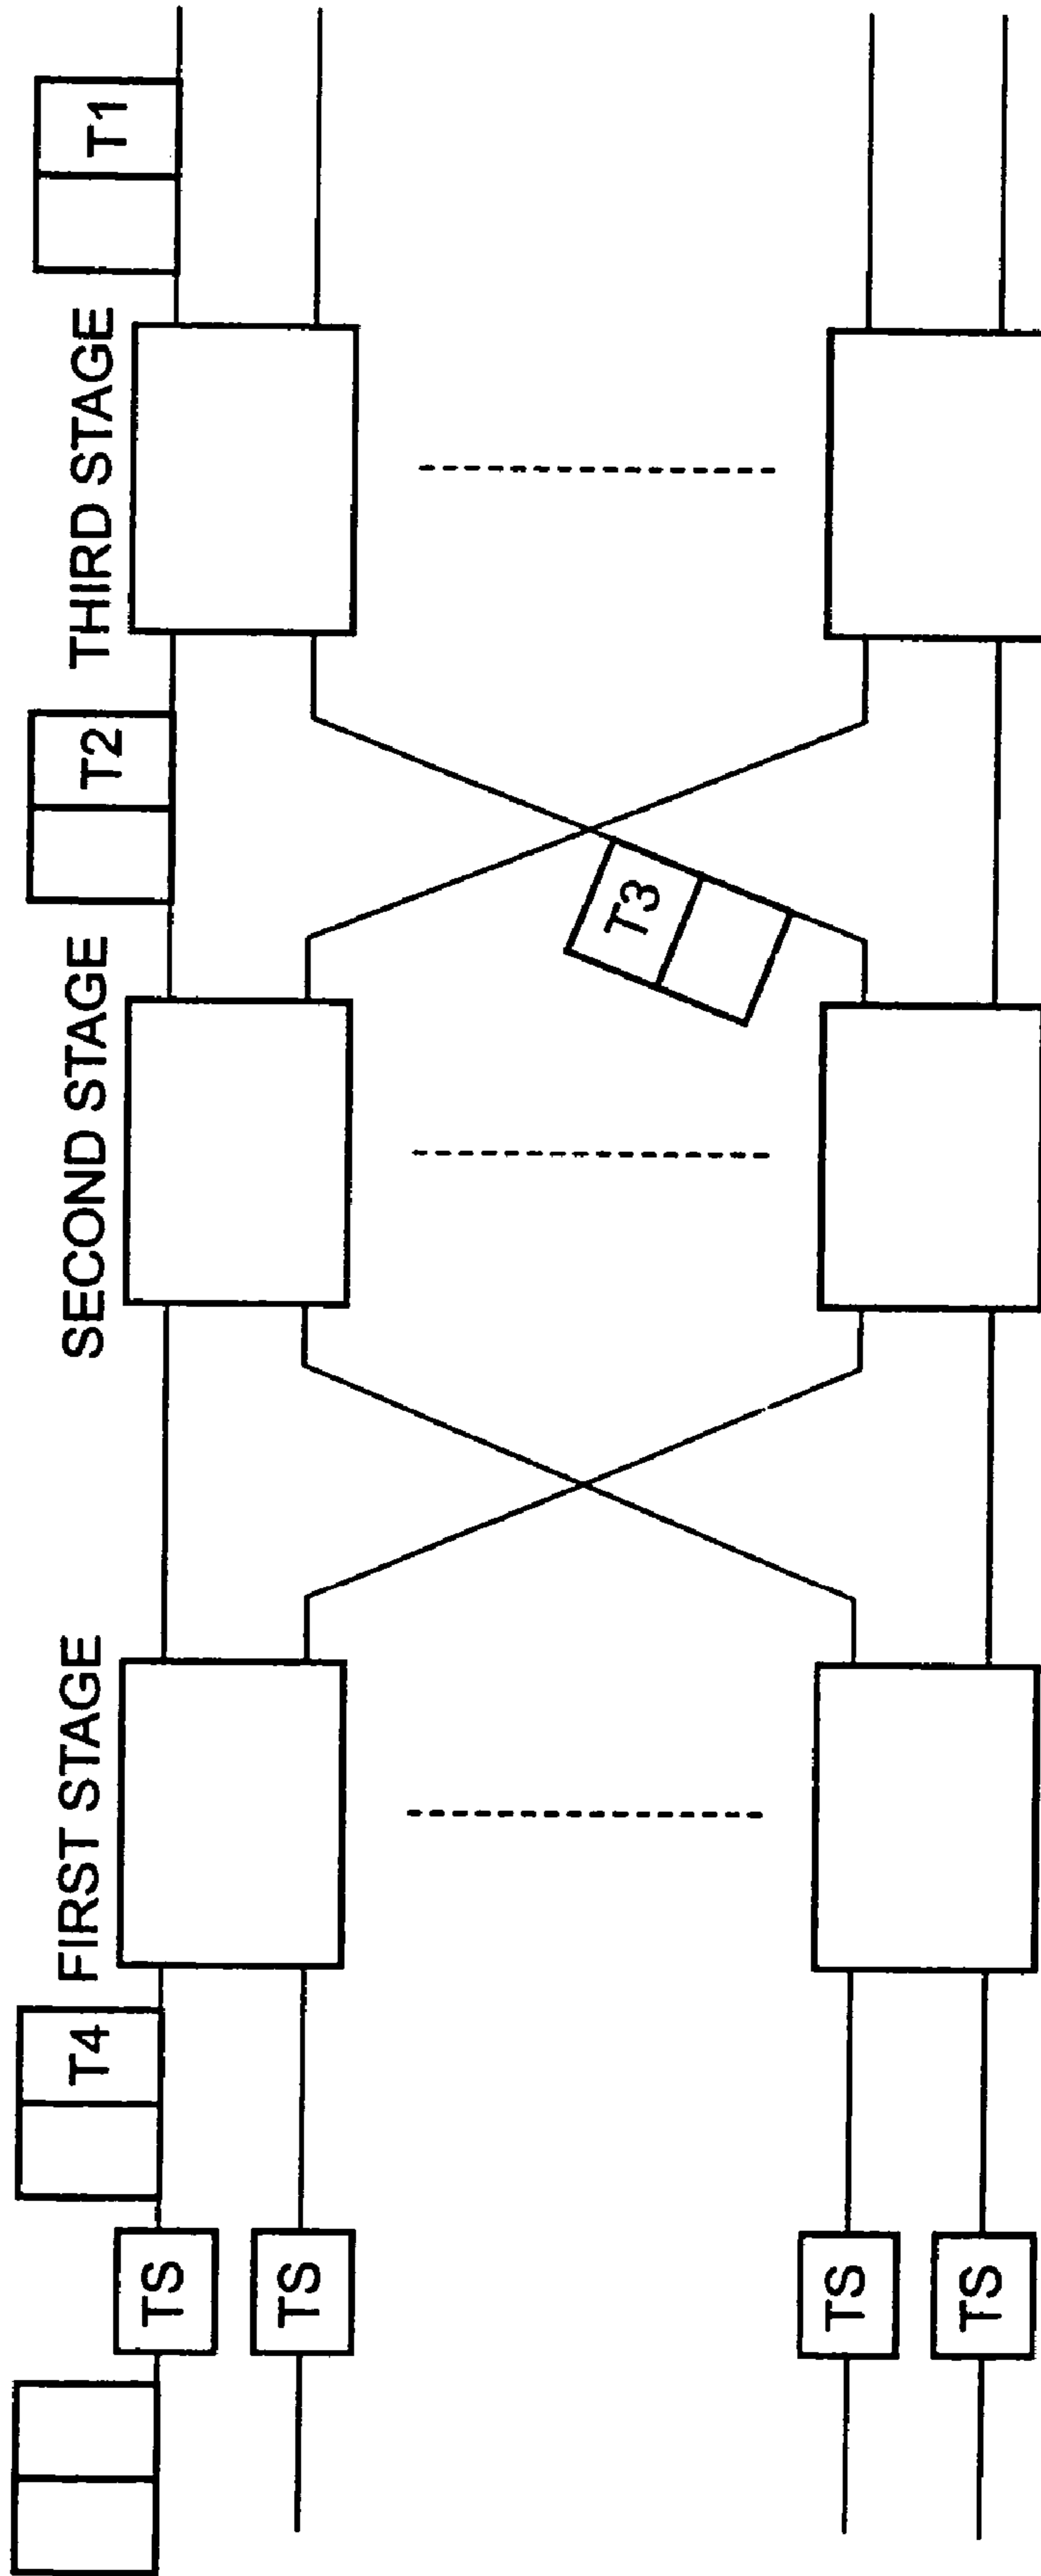 T4
FIRST STAGE
SECOND STAGE
T2
THIRD STAGE
T1
T3
TS
TS
TS
TS